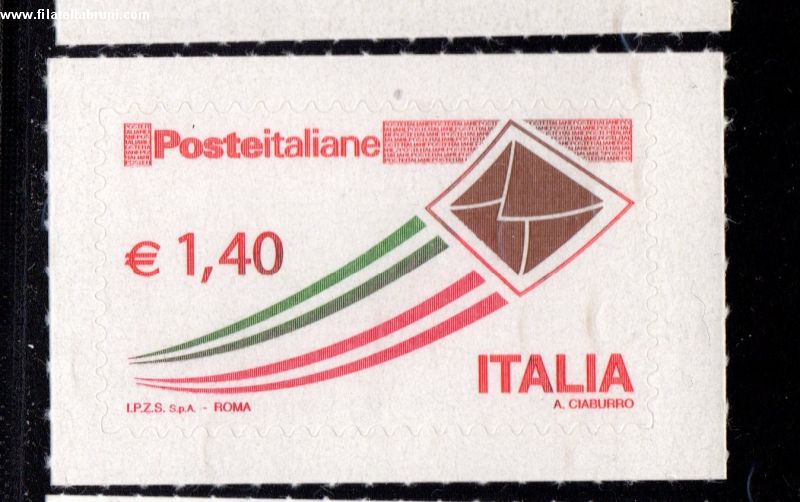 www.filateliabruni.com
Posteitaliane
€ 1,40
ITALIA
A. CIABURRO
I.P.Z.S. S.p.A. - ROMA